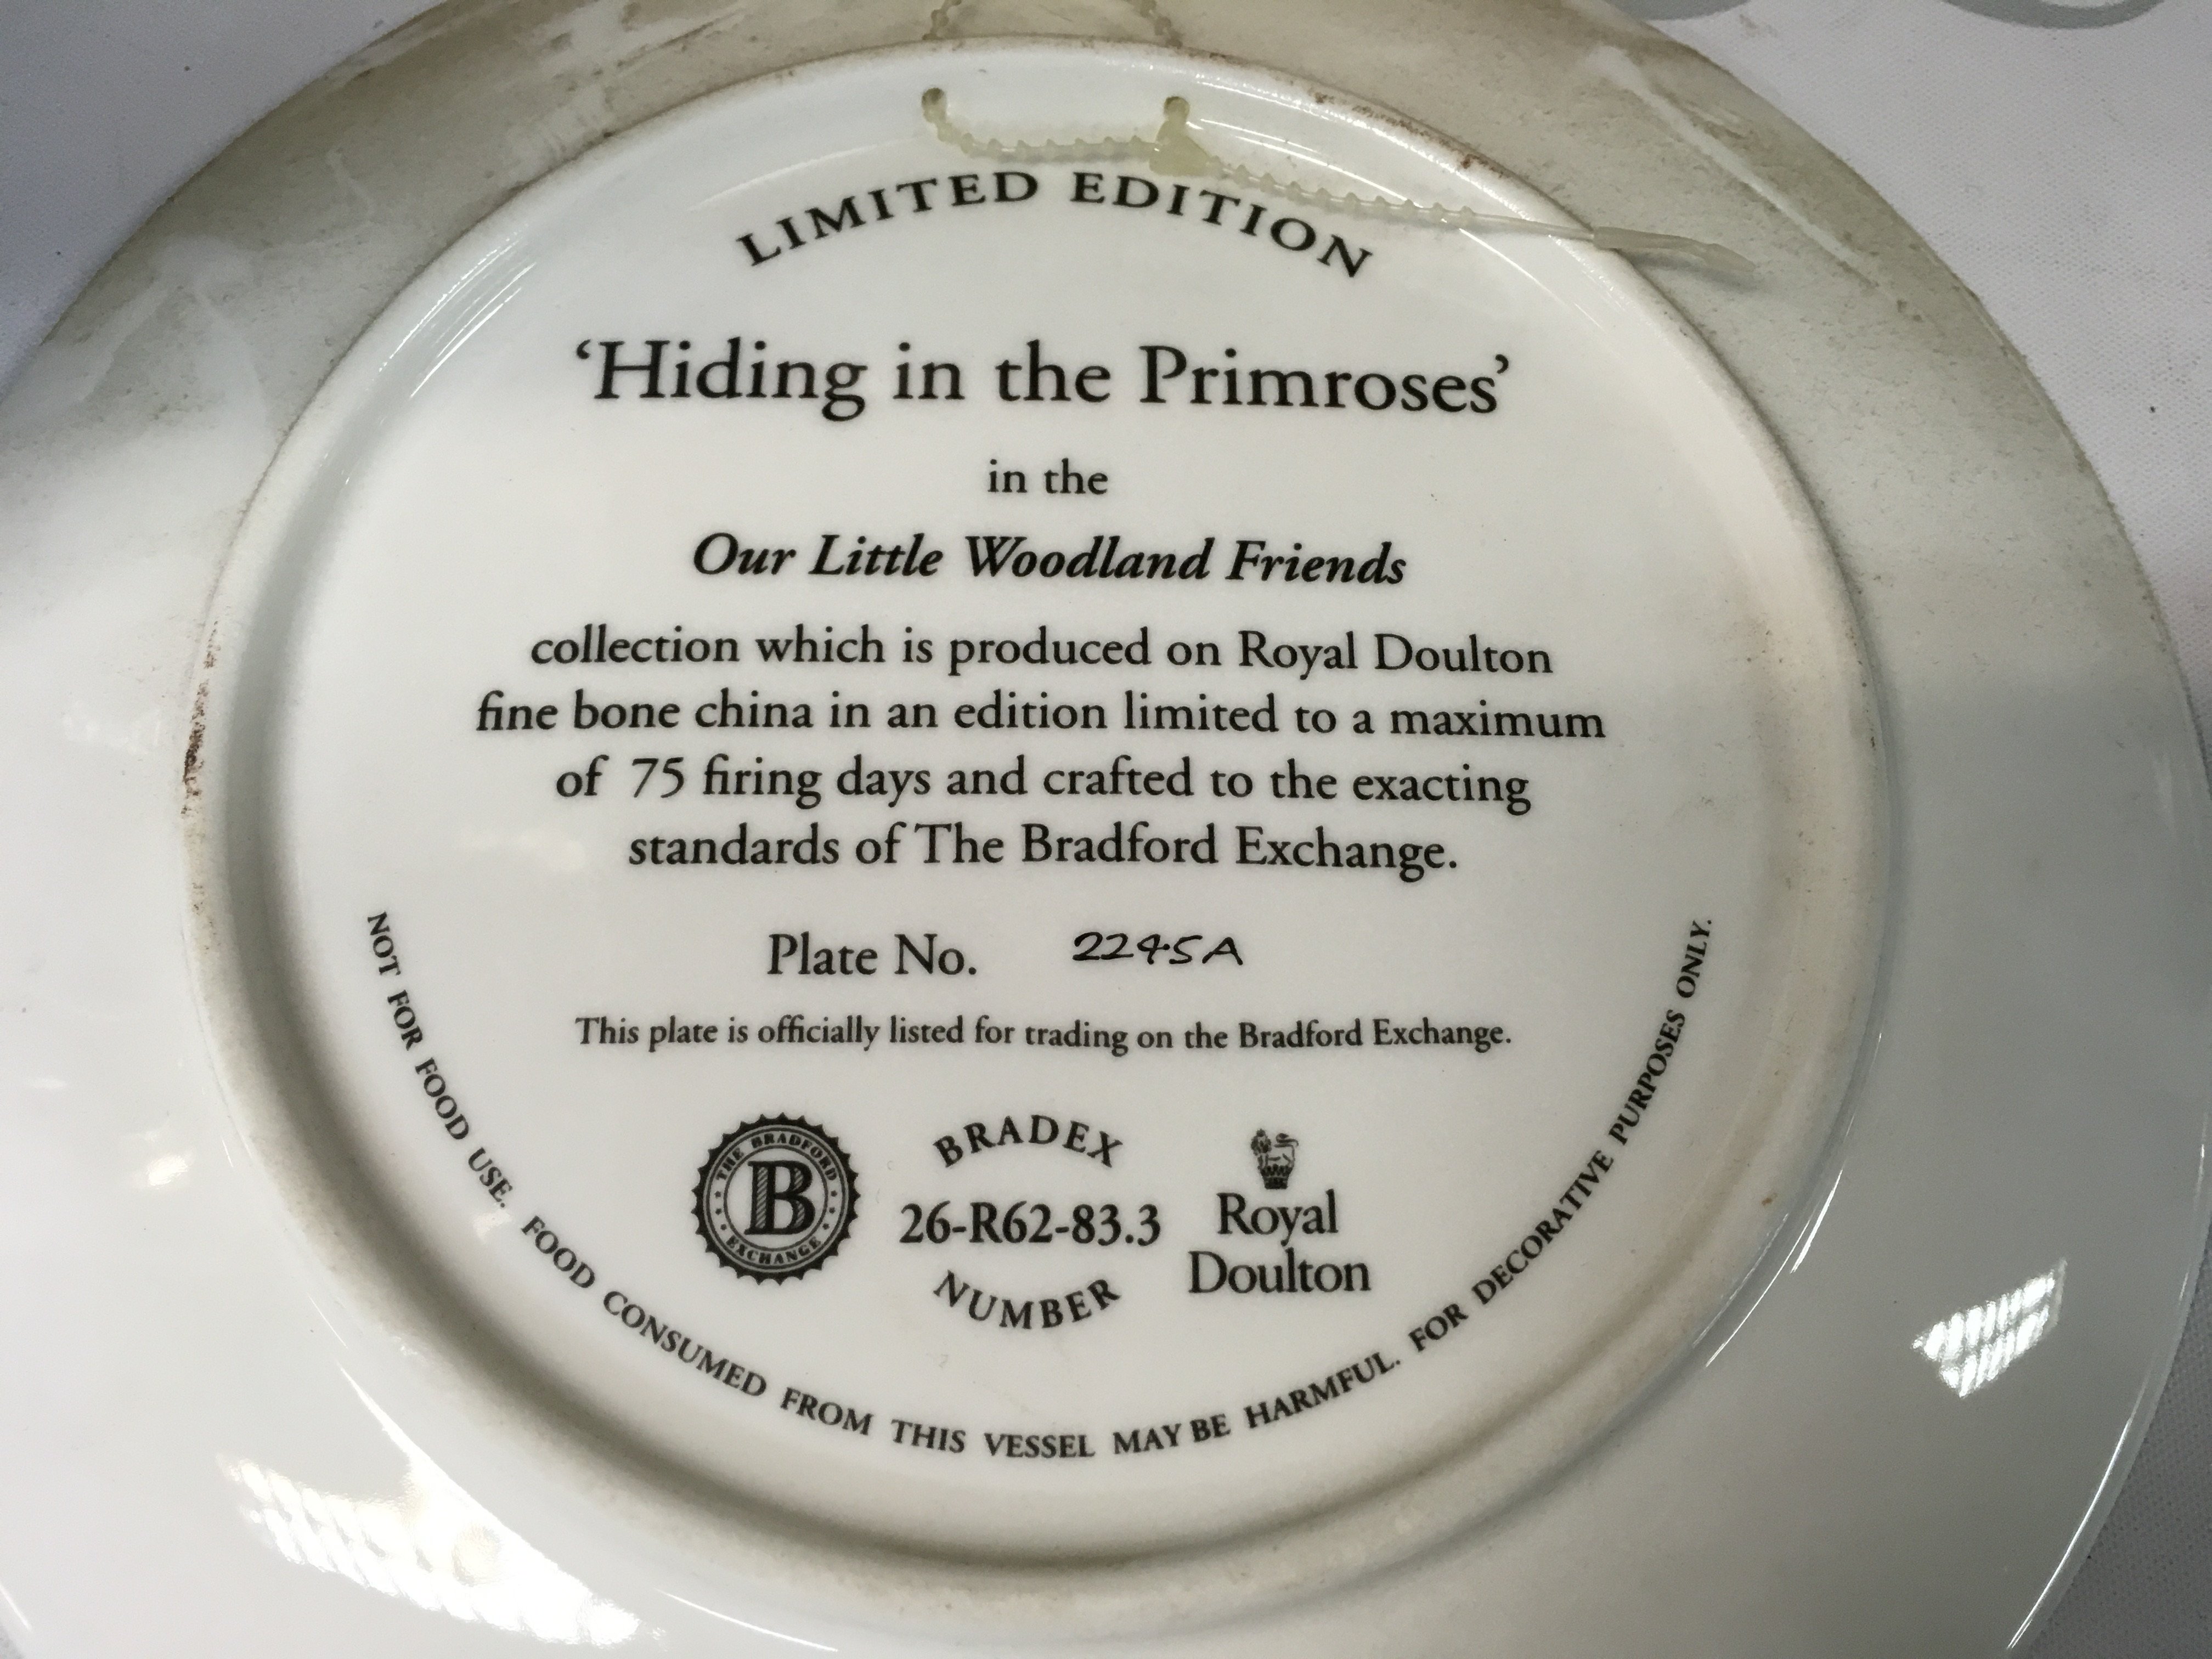 LIMITED EDITION
‘Hiding in the Primroses’
in the
Our Little Woodland Friends
collection which is produced on Royal Doulton
fine bone china in an edition limited to a maximum
of 75 firing days and crafted to the exacting
standards of The Bradford Exchange.
Plate No. 2245A
This plate is officially listed for trading on the Bradford Exchange.
THE BRADFORD
B
EXCHANGE
BRADEX
26-R62-83.3
NUMBER
Royal
Doulton
NOT FOR FOOD USE. FOOD CONSUMED FROM THIS VESSEL MAY BE HARMFUL. FOR DECORATIVE PURPOSES ONLY.